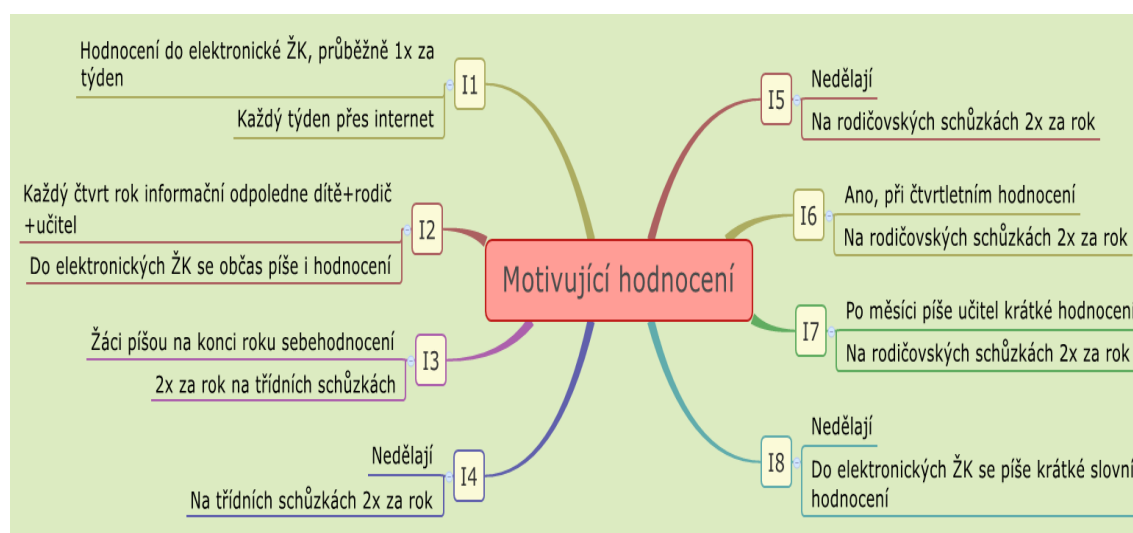 Motivující hodnocení
I1
Hodnocení do elektronické ŽK, průběžně 1x za
týden
Každý týden přes internet
I2
Každý čtvrt rok informační odpoledne dítě+rodič
+učitel
Do elektronických ŽK se občas píše i hodnocení
I3
Žáci píšou na konci roku sebehodnocení
2x za rok na třídních schůzkách
I4
Nedělají
Na třídních schůzkách 2x za rok
I5
Nedělají
Na rodičovských schůzkách 2x za rok
I6
Ano, při čtvrtletním hodnocení
Na rodičovských schůzkách 2x za rok
I7
Po měsíci píše učitel krátké hodnocení
Na rodičovských schůzkách 2x za rok
I8
Nedělají
Do elektronických ŽK se píše krátké slovní
hodnocení